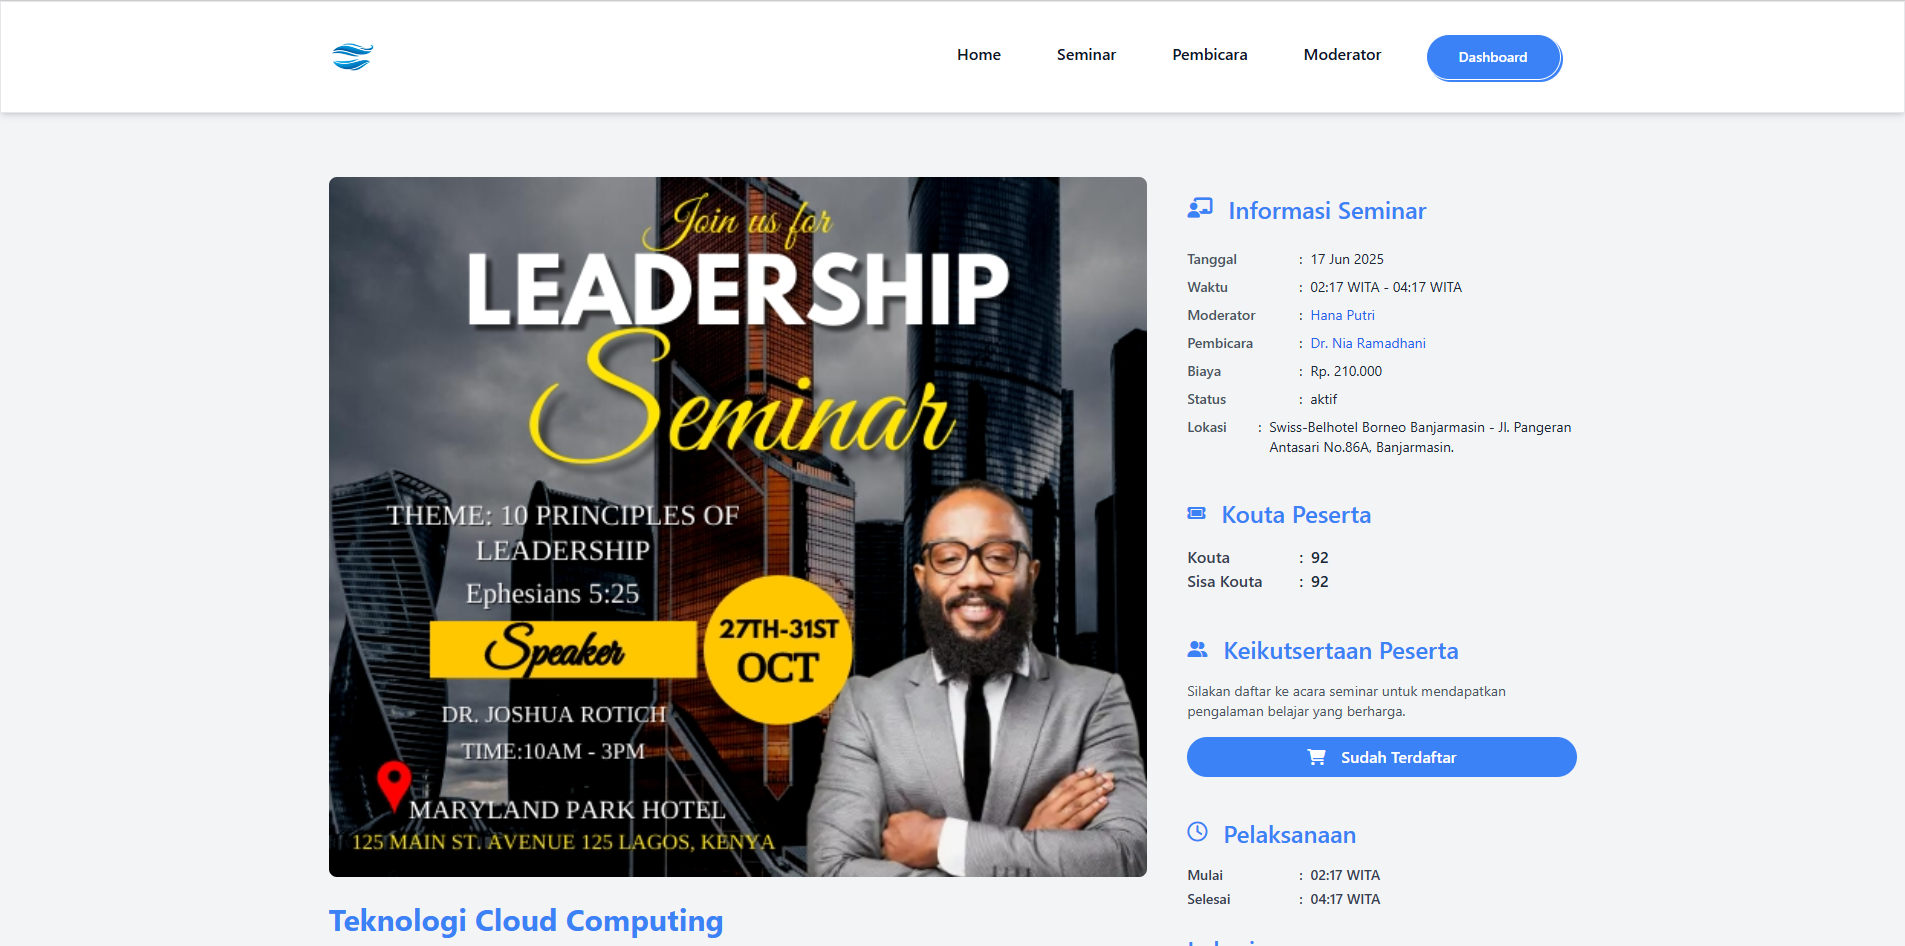 Home
Seminar
Pembicara
Moderator
Dashboard
Join us for
LEADERSHIP
Seminar
THEME: 10 PRINCIPLES OF
LEADERSHIP
Ephesians 5:25
Speaker
27TH-31ST
OCT
DR. JOSHUA ROTICH
TIME:10AM - 3PM
MARYLAND PARK HOTEL
125 MAIN ST. AVENUE 125 LAGOS, KENYA
Teknologi Cloud Computing
Informasi Seminar
Tanggal : 17 Jun 2025
Waktu : 02:17 WITA - 04:17 WITA
Moderator : Hana Putri
Pembicara : Dr. Nia Ramadhani
Biaya : Rp. 210.000
Status : aktif
Lokasi : Swiss-Belhotel Borneo Banjarmasin - Jl. Pangeran
Antasari No.86A, Banjarmasin.
Kouta Peserta
Kouta : 92
Sisa Kouta : 92
Keikutsertaan Peserta
Silakan daftar ke acara seminar untuk mendapatkan
pengalaman belajar yang berharga.
Sudah Terdaftar
Pelaksanaan
Mulai : 02:17 WITA
Selesai : 04:17 WITA